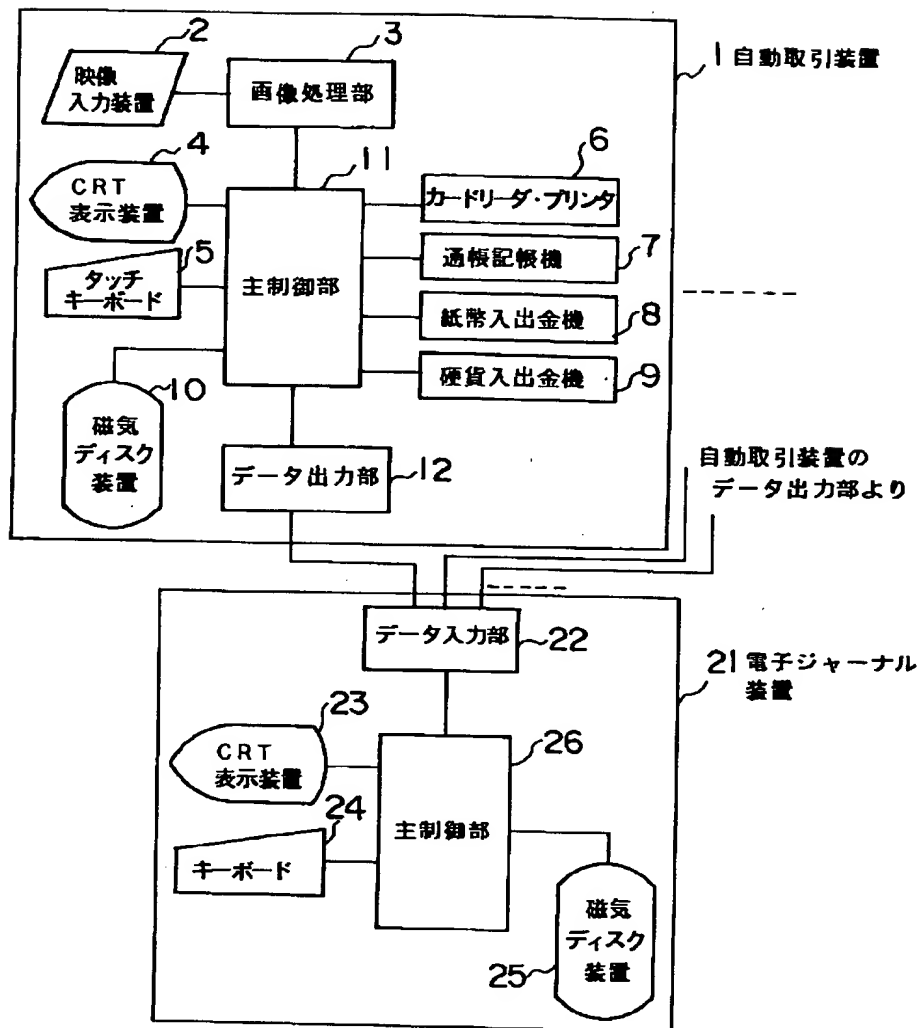 2
映像
入力装置
3
画像処理部
1 自動取引装置
4
CRT
表示装置
11
主制御部
6
カードリーダ・プリンタ
5
タッチ
キーボード
通帳記帳機
7
紙幣入出金機
8
硬貨入出金機
9
10
磁気
ディスク
装置
データ出力部
12
自動取引装置の
データ出力部より
データ入力部
22
21 電子ジャーナル
装置
23
CRT
表示装置
26
主制御部
24
キーボード
磁気
ディスク
装置
25